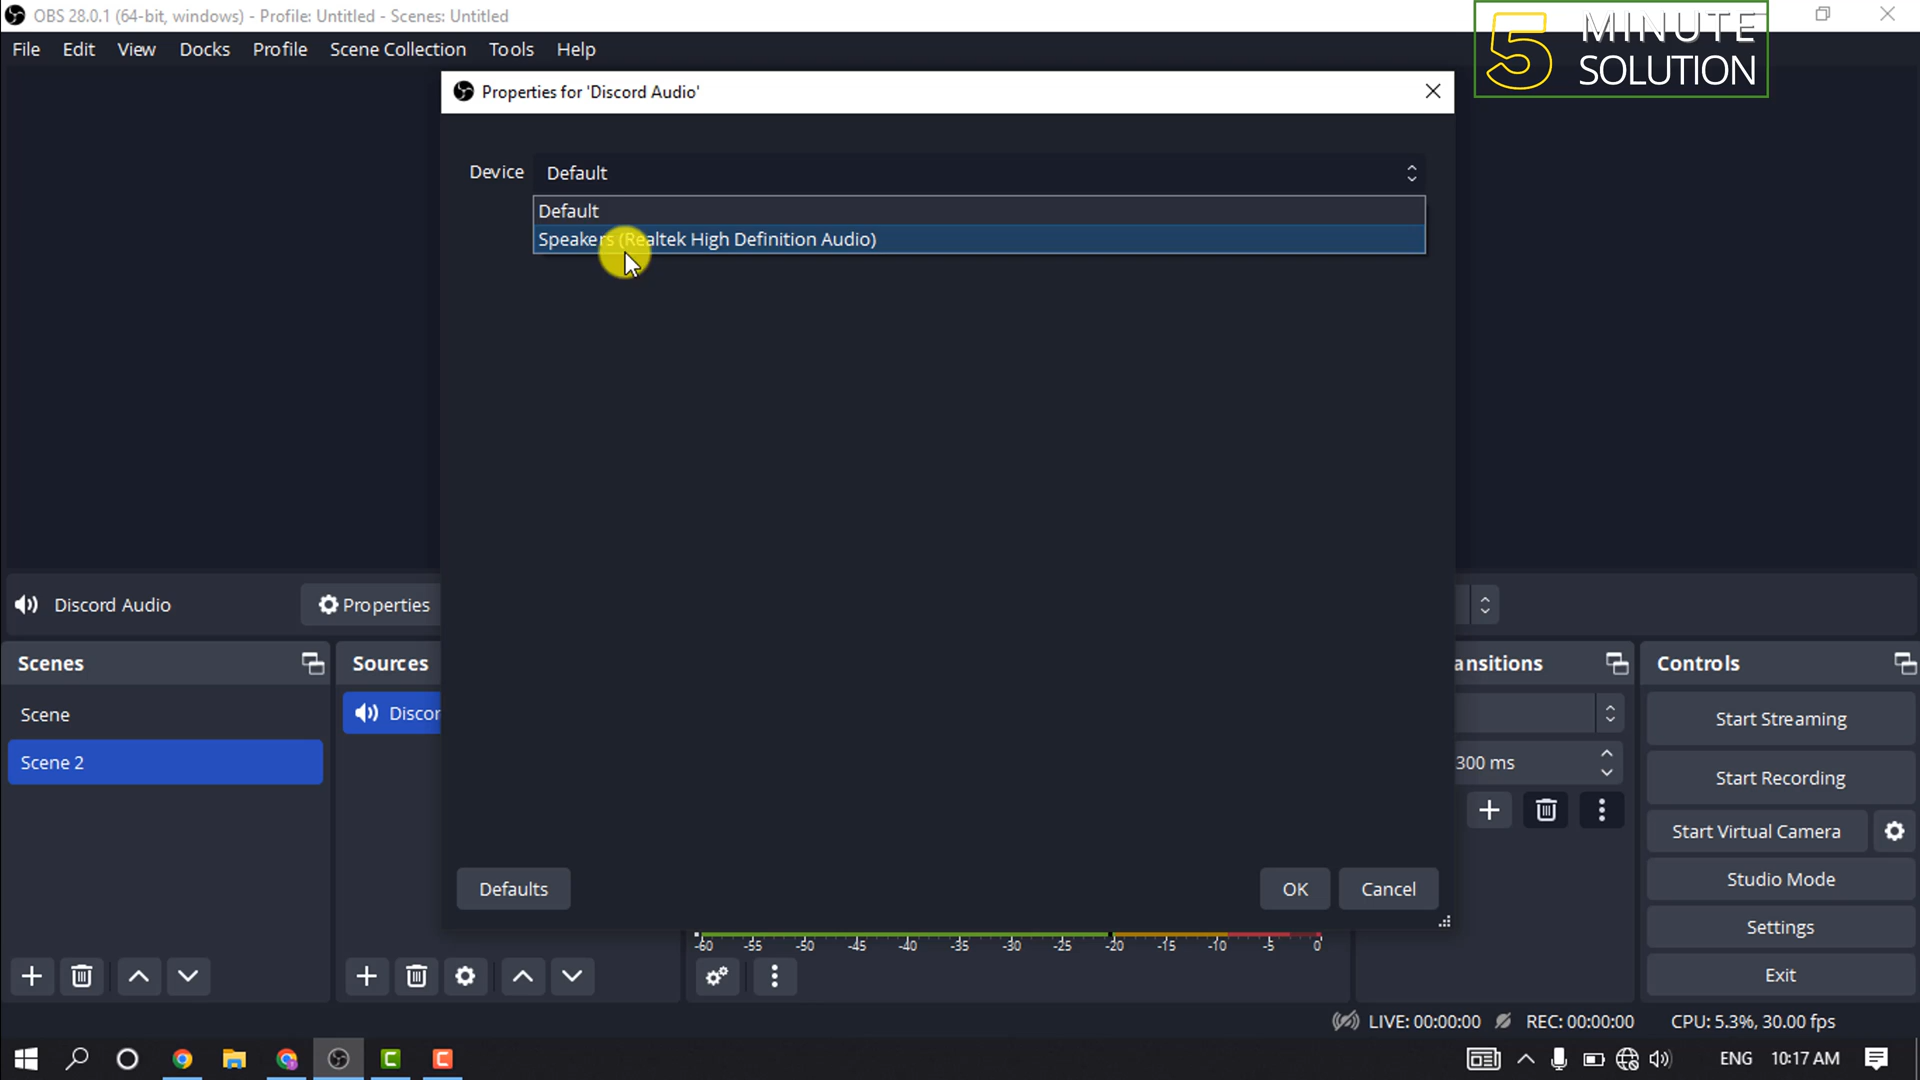 OBS 28.0.1 (64-bit, windows) - Profile: Untitled - Scenes: Untitled
5 MINUTE
SOLUTION
File Edit View Docks Profile Scene Collection Tools Help
Properties for 'Discord Audio'
Device Default
Default
Speakers (Realtek High Definition Audio)
Discord Audio Properties
Scenes Sources ansitions Controls
Scene
Scene 2
Discor
300 ms
Start Streaming
Start Recording
Start Virtual Camera
Studio Mode
Settings
Exit
Defaults OK Cancel
-60 -55 -50 -45 -40 -35 -30 -25 -20 -15 -10 -5 0
LIVE: 00:00:00 REC: 00:00:00 CPU: 5.3%, 30.00 fps
ENG 10:17 AM